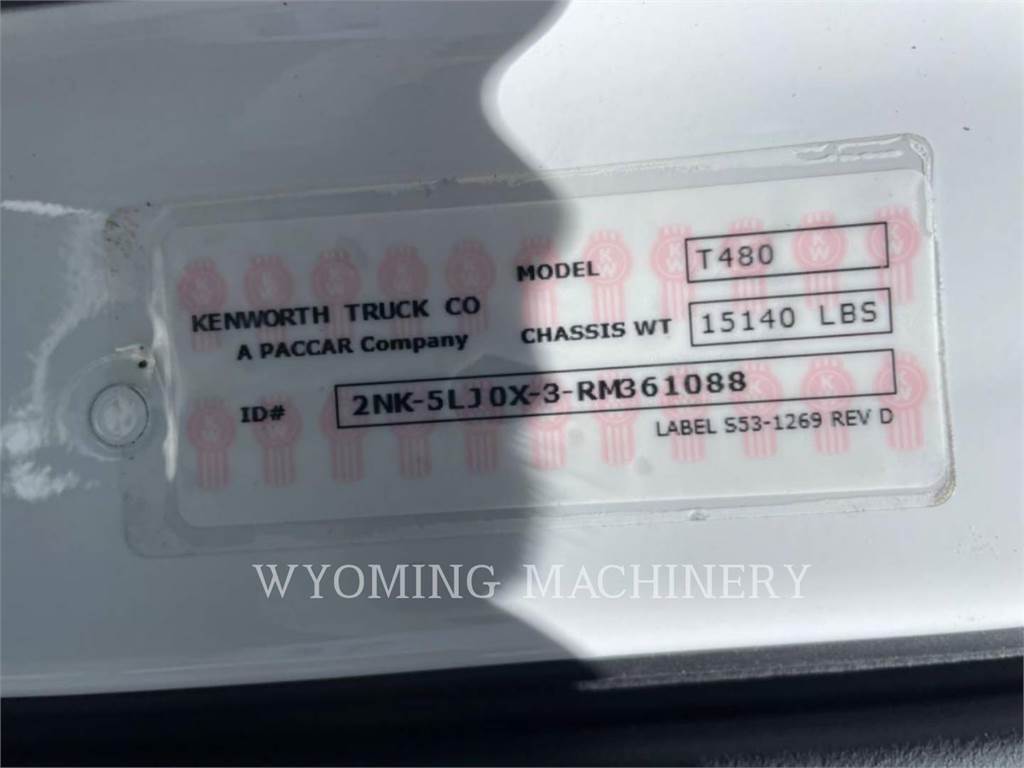 MODEL T480
KENWORTH TRUCK CO
CHASSIS WT 15140 LBS
A PACCAR Company
ID# 2NK-5LJ0X-3-RM361088
LABEL S53-1269 REV D
WYOMING MACHINERY